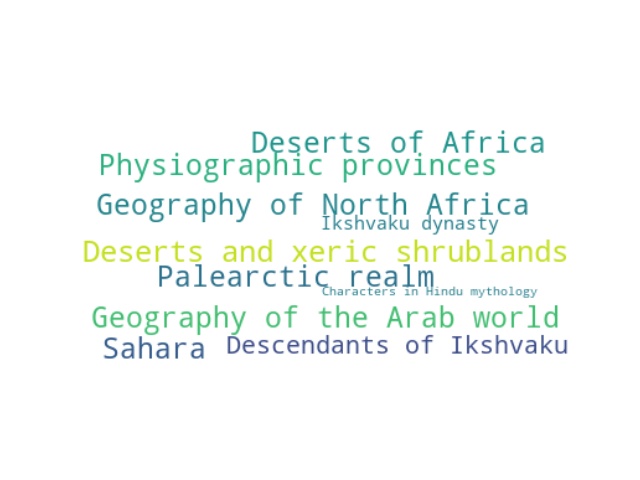 Deserts of Africa
Physiographic provinces
Geography of North Africa
Ikshvaku dynasty
Deserts and xeric shrublands
Palearctic realm
Characters in Hindu mythology
Geography of the Arab world
Sahara
Descendants of Ikshvaku